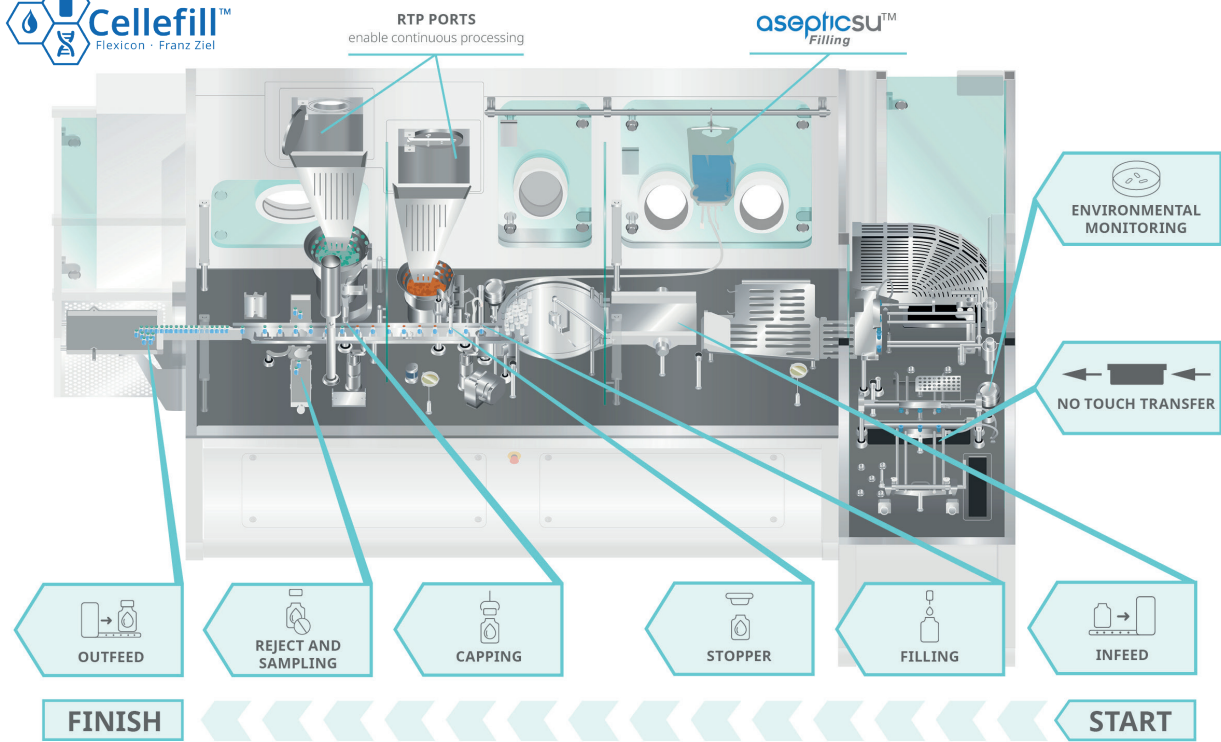 Cellefill™
Flexicon · Franz Ziel
RTP PORTS
enable continuous processing
asepticsu™
Filling
ENVIRONMENTAL
MONITORING
NO TOUCH TRANSFER
OUTFEED
REJECT AND
SAMPLING
CAPPING
STOPPER
FILLING
INFEED
FINISH
START